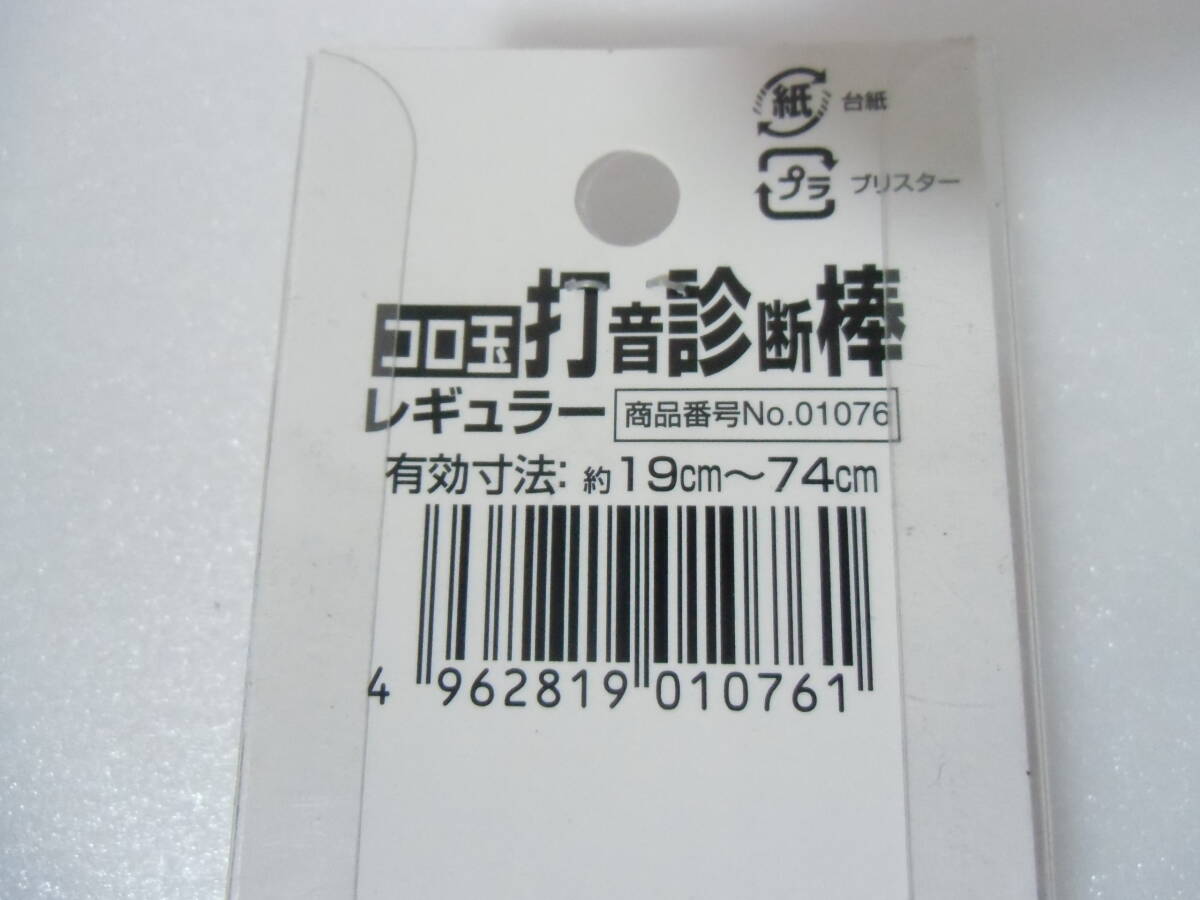 紙 台紙
プラ ブリスター
コロ玉打音診断棒
レギュラー 商品番号No.01076
有効寸法: 約19cm～74cm
4 962819 010761